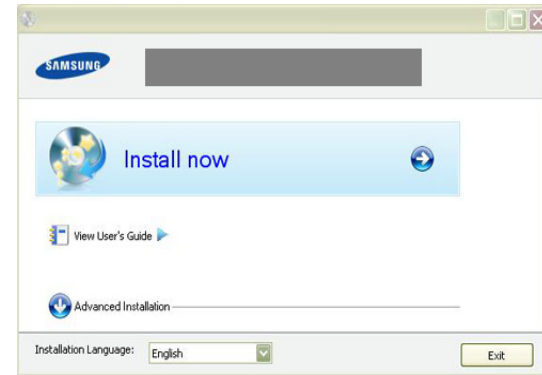 SAMSUNG
Install now
View User's Guide
Advanced Installation
Installation Language: English
Exit